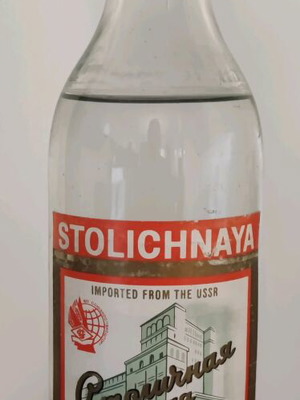 STOLICHNAYA
IMPORTED FROM THE USSR
Столичная